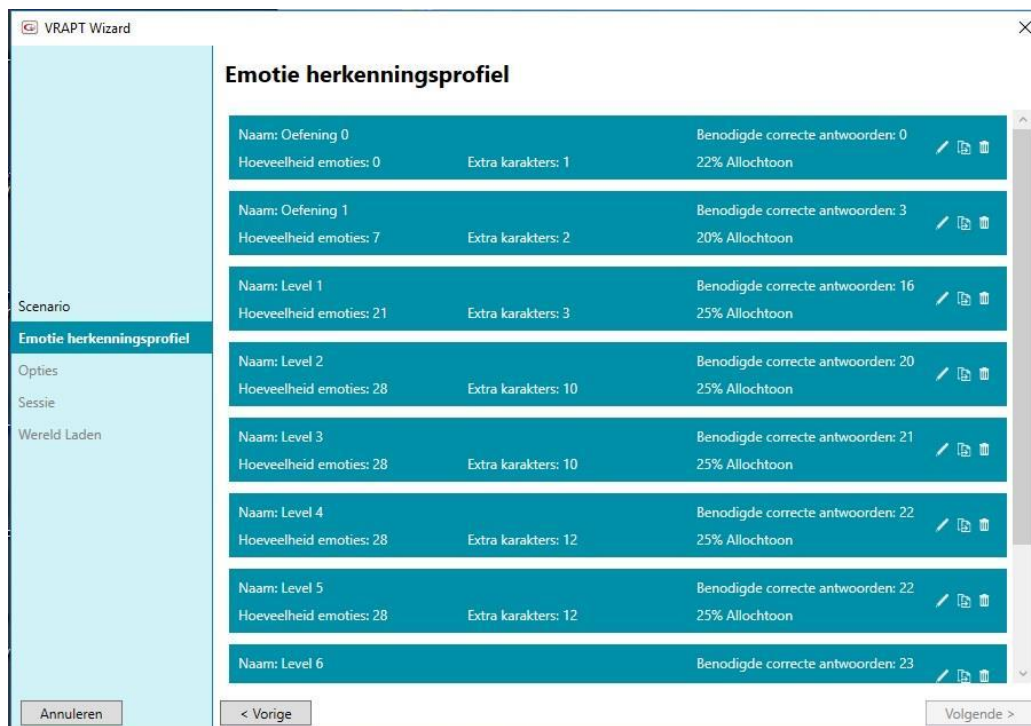 VRAPT Wizard
Emotie herkenningsprofiel
Scenario
Emotie herkenningsprofiel
Opties
Sessie
Wereld Laden
Naam: Oefening 0 Benodigde correcte antwoorden: 0
Hoeveelheid emoties: 0 Extra karakters: 1 22% Allochtoon
Naam: Oefening 1 Benodigde correcte antwoorden: 3
Hoeveelheid emoties: 7 Extra karakters: 2 20% Allochtoon
Naam: Level 1 Benodigde correcte antwoorden: 16
Hoeveelheid emoties: 21 Extra karakters: 3 25% Allochtoon
Naam: Level 2 Benodigde correcte antwoorden: 20
Hoeveelheid emoties: 28 Extra karakters: 10 25% Allochtoon
Naam: Level 3 Benodigde correcte antwoorden: 21
Hoeveelheid emoties: 28 Extra karakters: 10 25% Allochtoon
Naam: Level 4 Benodigde correcte antwoorden: 22
Hoeveelheid emoties: 28 Extra karakters: 12 25% Allochtoon
Naam: Level 5 Benodigde correcte antwoorden: 22
Hoeveelheid emoties: 28 Extra karakters: 12 25% Allochtoon
Naam: Level 6 Benodigde correcte antwoorden: 23
Annuleren < Vorige Volgende >